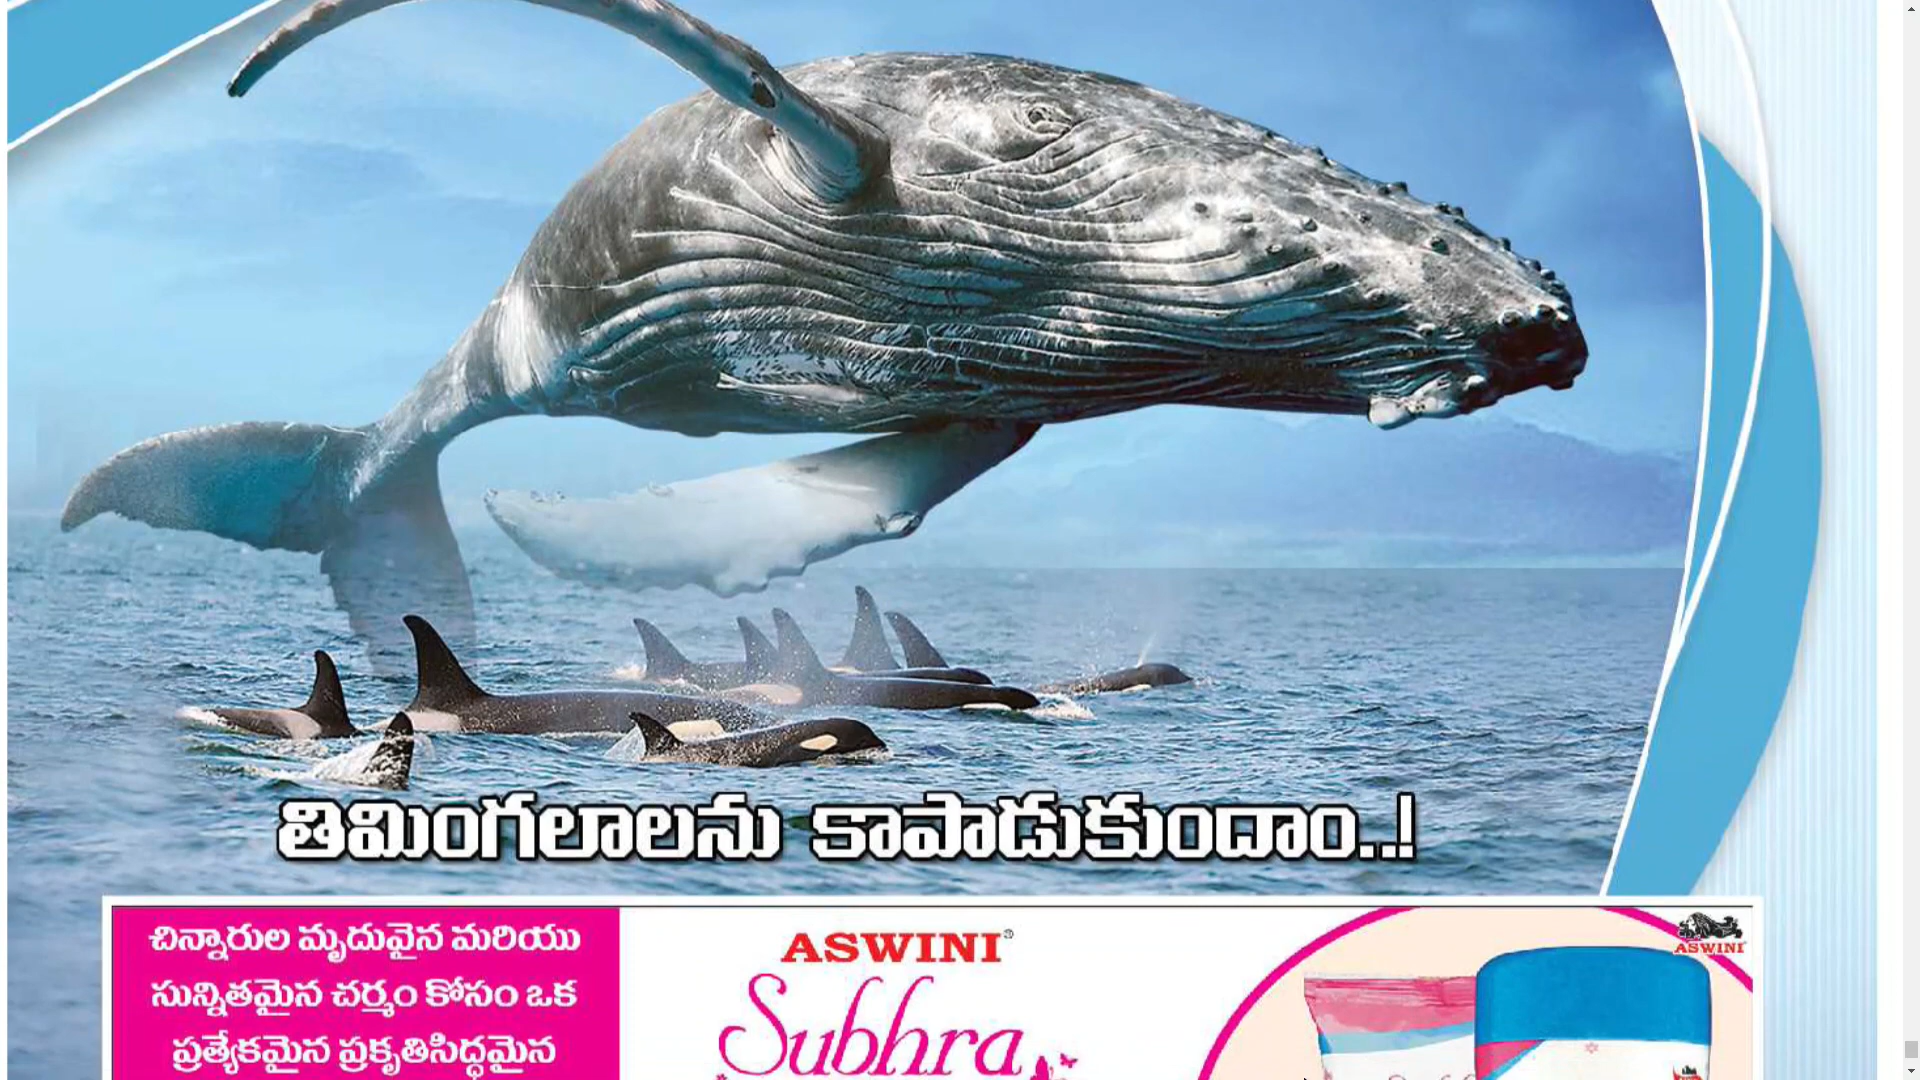 తిమింగలాలను కాపాడుకుందాం..!
చిన్నారుల మృదువైన మరియు
సున్నితమైన చర్మం కోసం ఒక
ప్రత్యేకమైన ప్రకృతిసిద్ధమైన
ASWINI®
Subhra
ASWINI